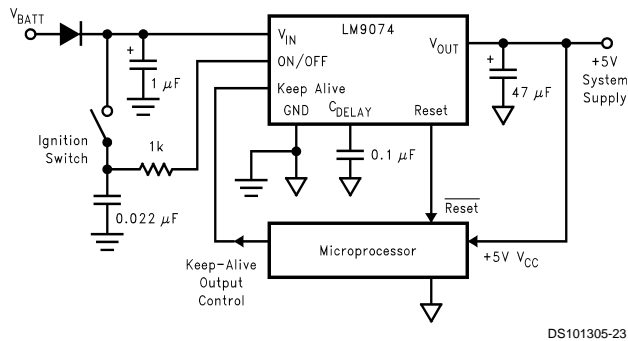 VBATT
LM9074
VIN
VOUT
ON/OFF
Keep Alive
GND
CDELAY
Reset
+
1 μF
+
47 μF
+5V
System
Supply
Ignition
Switch
1k
0.1 μF
0.022 μF
Reset
Microprocessor
+5V VCC
Keep-Alive
Output
Control
DS101305-23